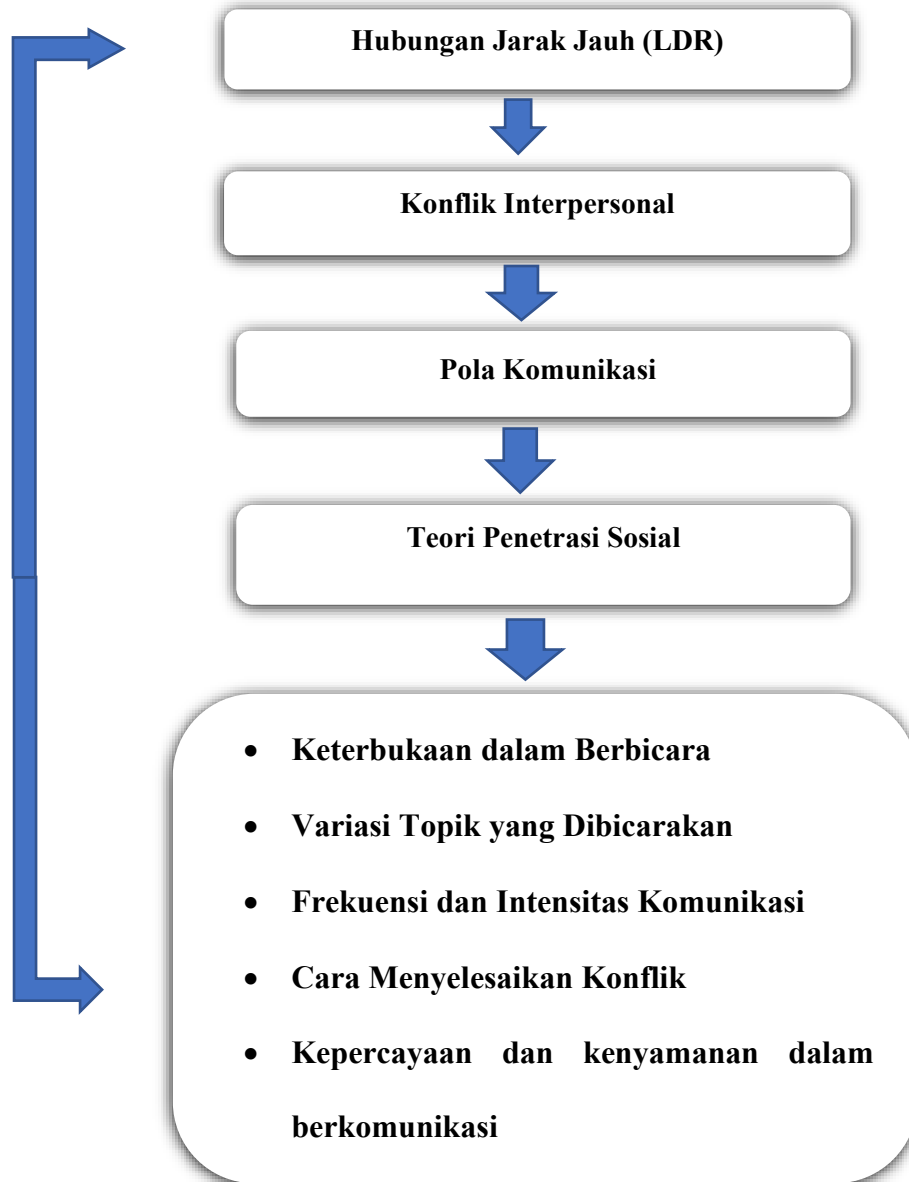 Hubungan Jarak Jauh (LDR)
Konflik Interpersonal
Pola Komunikasi
Teori Penetrasi Sosial
• Keterbukaan dalam Berbicara
• Variasi Topik yang Dibicarakan
• Frekuensi dan Intensitas Komunikasi
• Cara Menyelesaikan Konflik
• Kepercayaan dan kenyamanan dalam
berkomunikasi